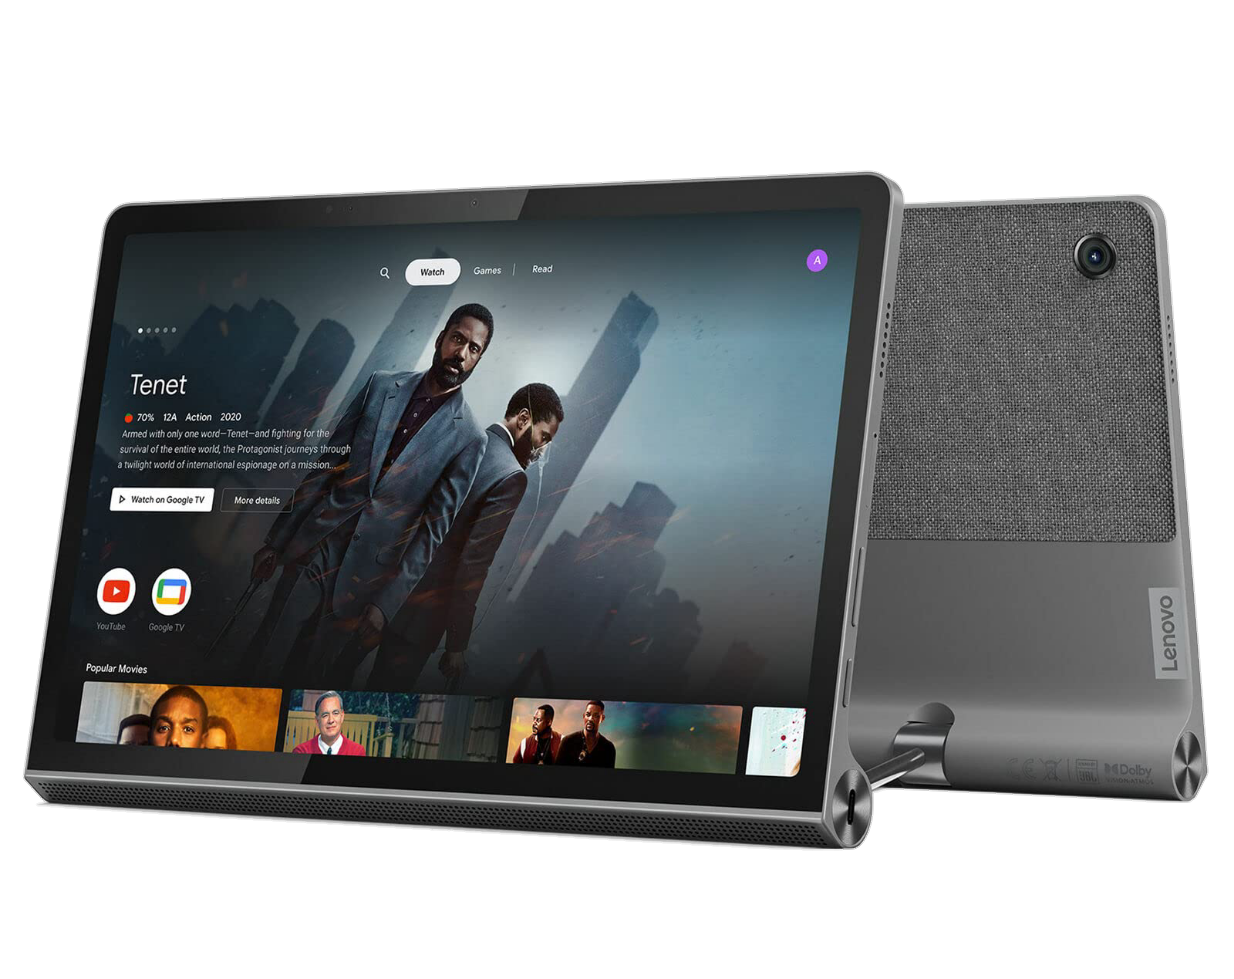 Watch
Games
Read
A
Tenet
70% 12A Action 2020
Armed with only one word—Tenet—and fighting for the
survival of the entire world, the Protagonist journeys through
a twilight world of international espionage on a mission...
Watch on Google TV
More details
YouTube
Google TV
Popular Movies
Lenovo
Dolby